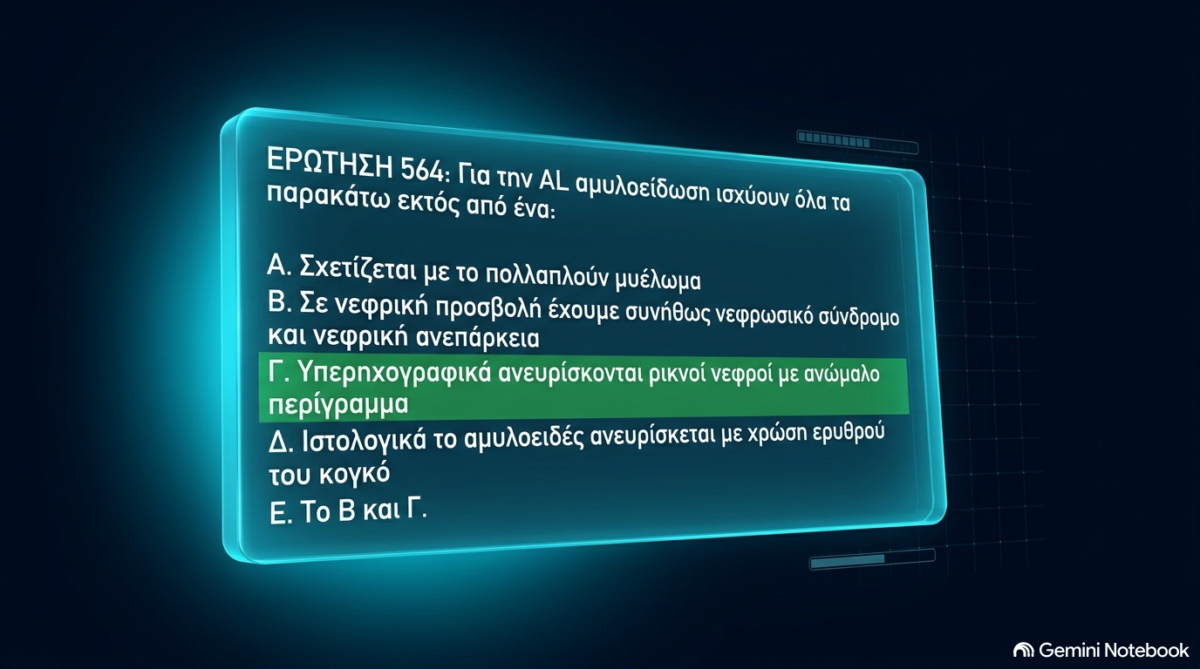 ΕΡΩΤΗΣΗ 564: Για την AL αμυλοείδωση ισχύουν όλα τα
παρακάτω εκτός από ένα:
Α. Σχετίζεται με το πολλαπλούν μυέλωμα
Β. Σε νεφρική προσβολή έχουμε συνήθως νεφρωσικό σύνδρομο
και νεφρική ανεπάρκεια
Γ. Υπερηχογραφικά ανευρίσκονται ρικνοί νεφροί με ανώμαλο
περίγραμμα
Δ. Ιστολογικά το αμυλοειδές ανευρίσκεται με χρώση ερυθρού
του κογκό
Ε. Το Β και Γ.
Gemini Notebook